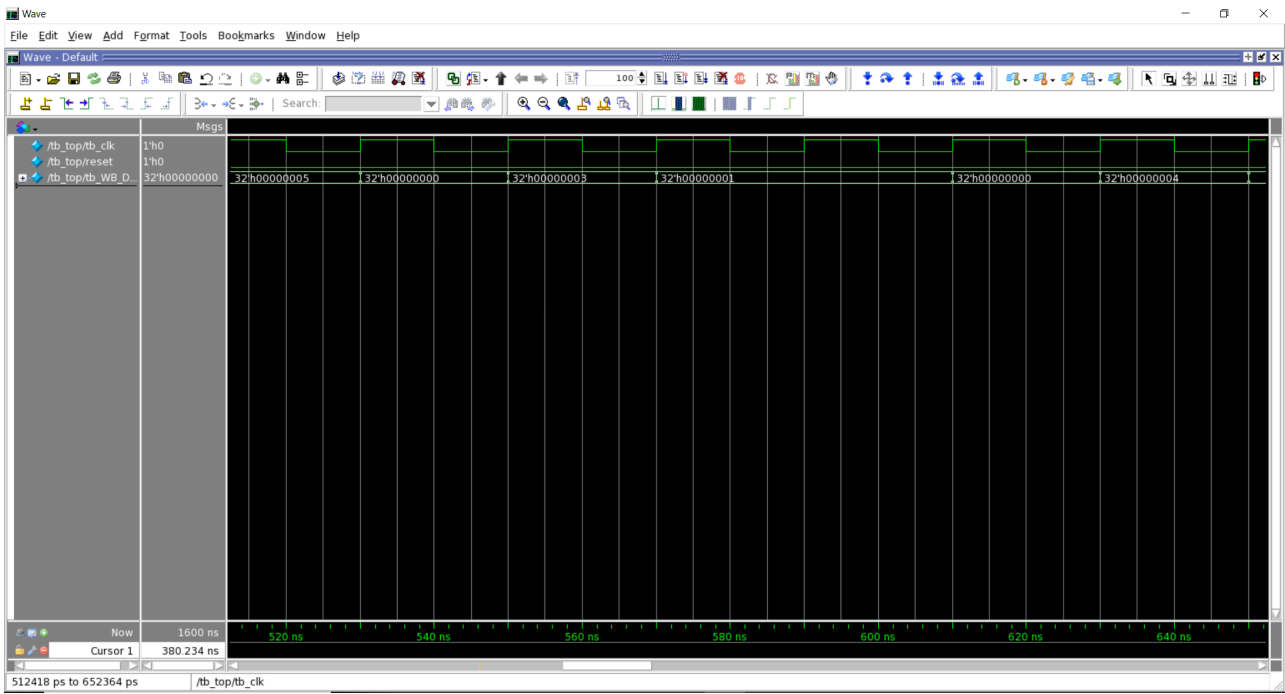 Wave
File Edit View Add Format Tools Bookmarks Window Help
Wave - Default
100
Search:
Msgs
/tb_top/tb_clk 1'h0
/tb_top/reset 1'h0
/tb_top/tb_WB_D... 32'h00000000 32'h00000005 32'h00000000 32'h00000003 32'h00000001 32'h00000000 32'h00000004
Now 1600 ns
520 ns 540 ns 560 ns 580 ns 600 ns 620 ns 640 ns
Cursor 1 380.234 ns
512418 ps to 652364 ps /tb_top/tb_clk